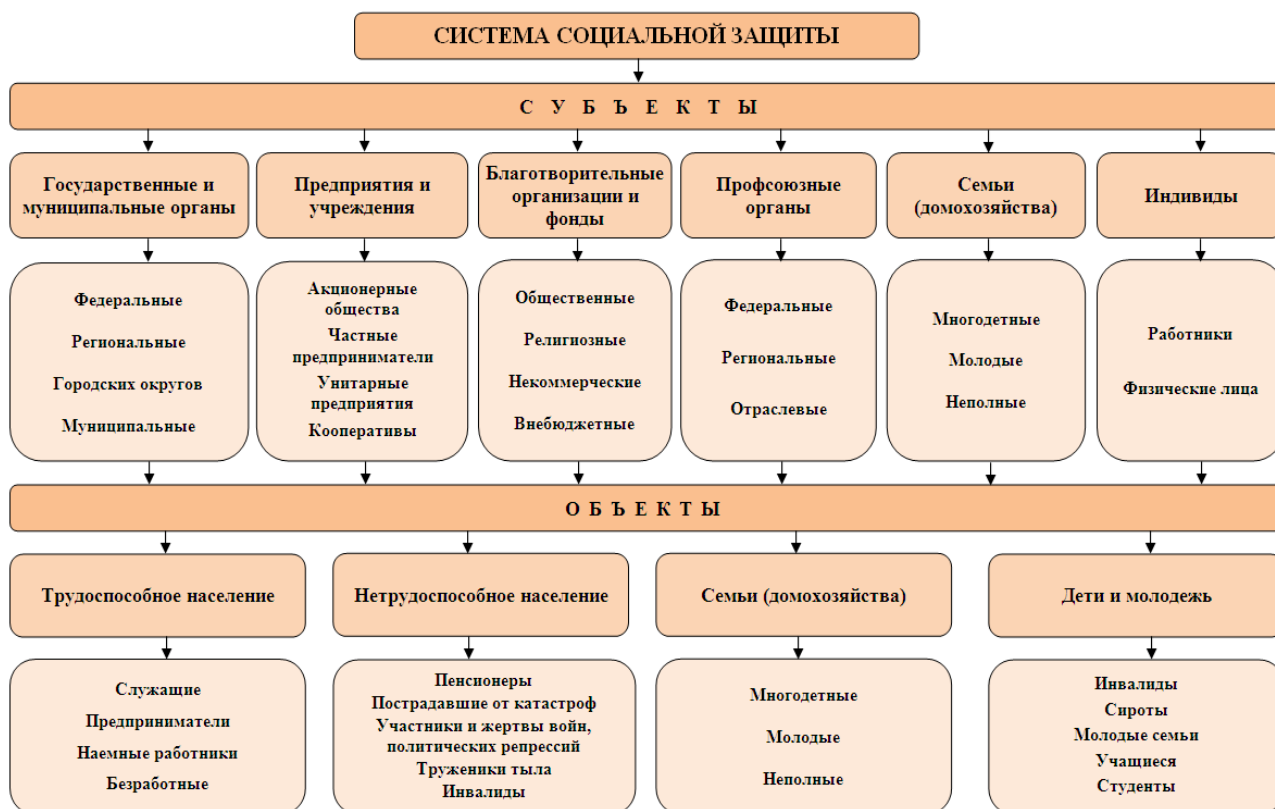 СИСТЕМА СОЦИАЛЬНОЙ ЗАЩИТЫ
С У Б Ъ Е К Т Ы
Государственные и
муниципальные органы
Предприятия и
учреждения
Благотворительные
организации и
фонды
Профсоюзные
органы
Семьи
(домохозяйства)
Индивиды
Федеральные
Региональные
Городских округов
Муниципальные
Акционерные
общества
Частные
предприниматели
Унитарные
предприятия
Кооперативы
Общественные
Религиозные
Некоммерческие
Внебюджетные
Федеральные
Региональные
Отраслевые
Многодетные
Молодые
Неполные
Работники
Физические лица
О Б Ъ Е К Т Ы
Трудоспособное население
Нетрудоспособное население
Семьи (домохозяйства)
Дети и молодежь
Служащие
Предприниматели
Наемные работники
Безработные
Пенсионеры
Пострадавшие от катастроф
Участники и жертвы войн,
политических репрессий
Труженики тыла
Инвалиды
Многодетные
Молодые
Неполные
Инвалиды
Сироты
Молодые семьи
Учащиеся
Студенты